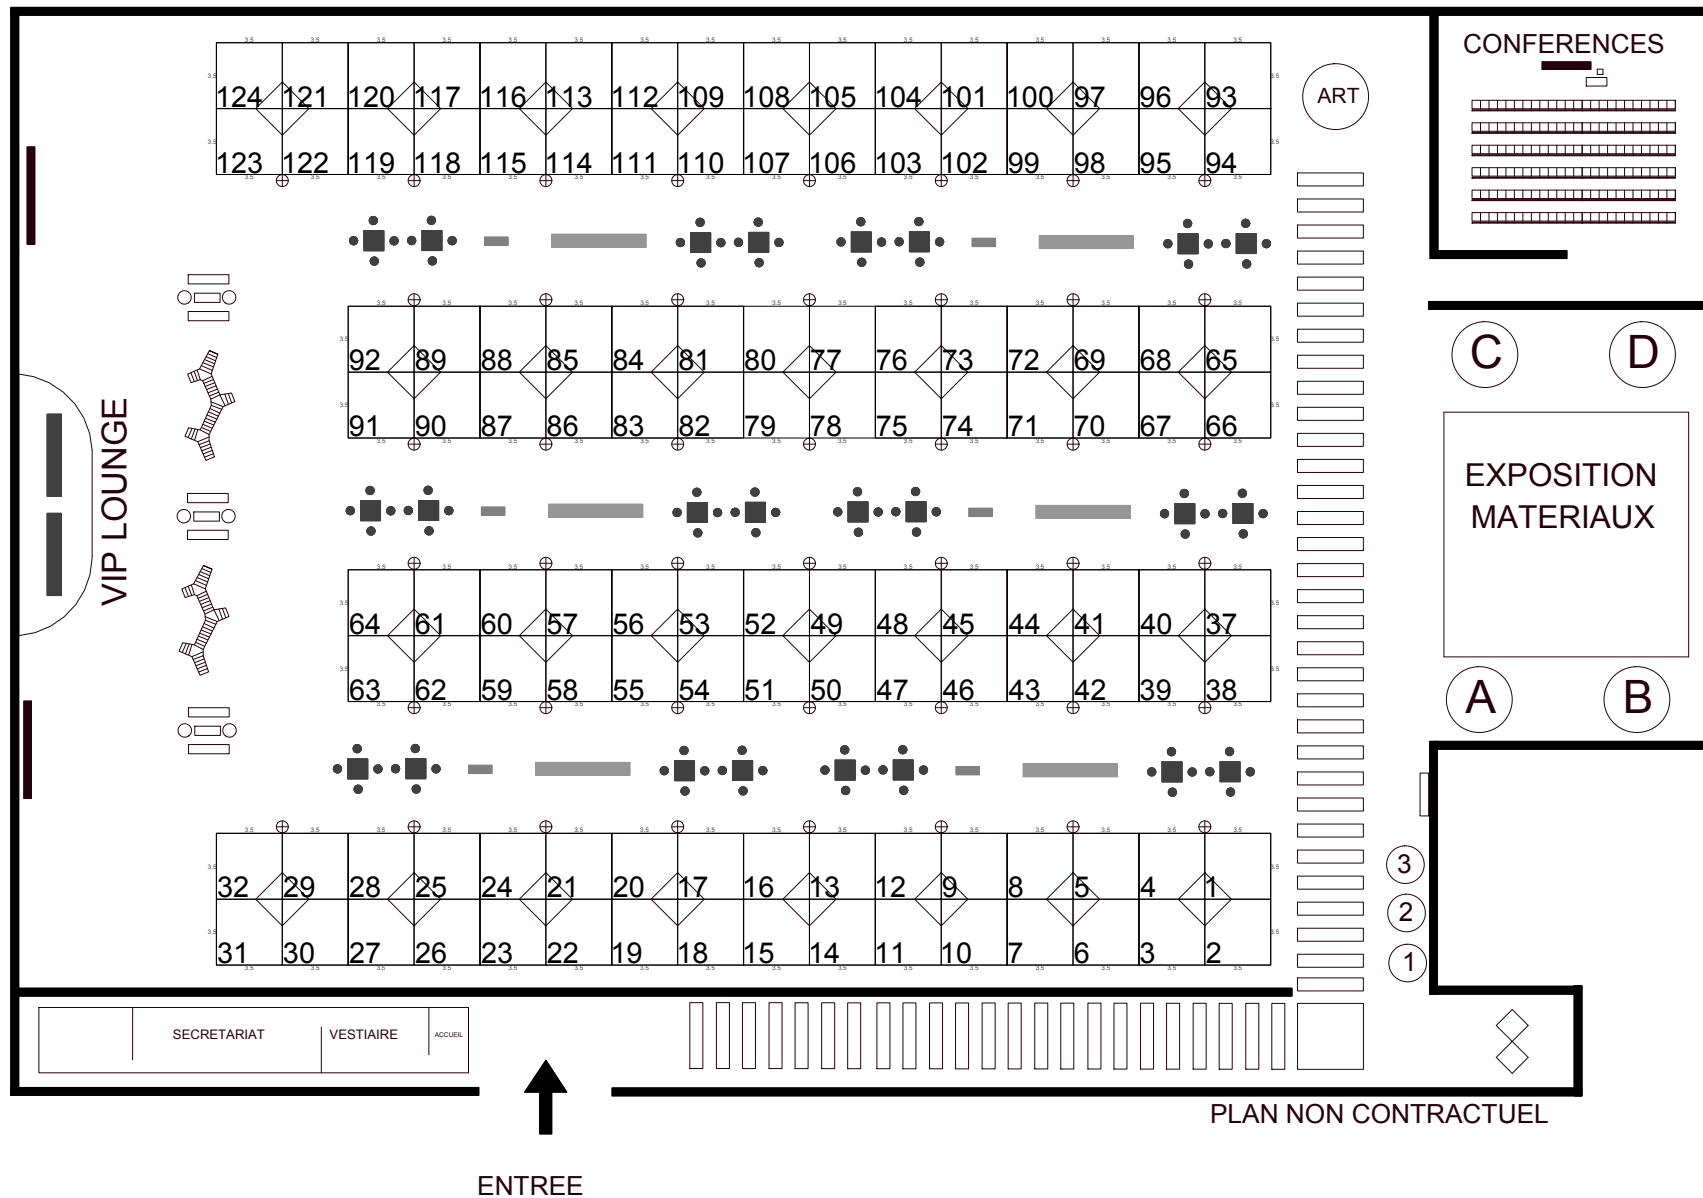 CONFERENCES
ART
124 121 120 117 116 113 112 109 108 105 104 101 100 97 96 93
123 122 119 118 115 114 111 110 107 106 103 102 99 98 95 94
92 89 88 85 84 81 80 77 76 73 72 69 68 65
91 90 87 86 83 82 79 78 75 74 71 70 67 66
C D
VIP LOUNGE
EXPOSITION
MATERIAUX
64 61 60 57 56 53 52 49 48 45 44 41 40 37
63 62 59 58 55 54 51 50 47 46 43 42 39 38
A B
32 29 28 25 24 21 20 17 16 13 12 9 8 5 4 1
31 30 27 26 23 22 19 18 15 14 11 10 7 6 3 2
3
2
1
SECRETARIAT VESTIAIRE ACCUEIL
PLAN NON CONTRACTUEL
ENTREE